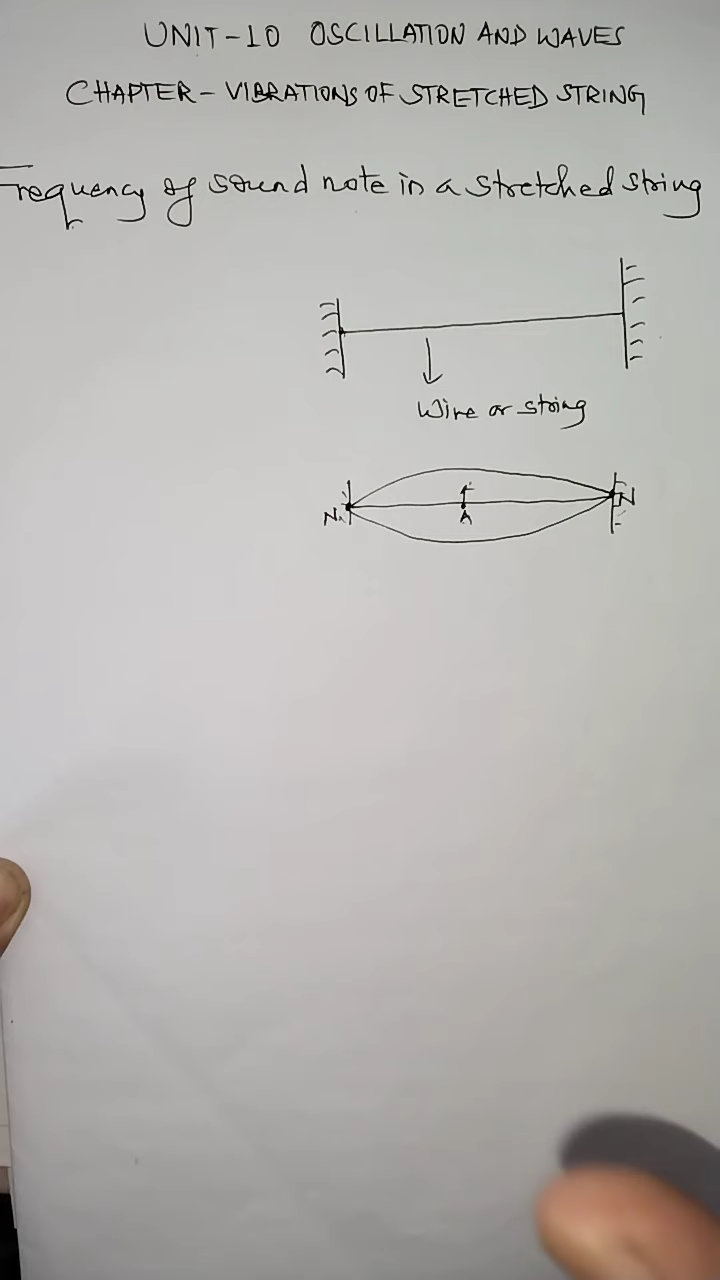 UNIT-10 OSCILLATION AND WAVES
CHAPTER - VIBRATIONS OF STRETCHED STRING
Frequency of sound note in a stretched string
Wire or string
N A N